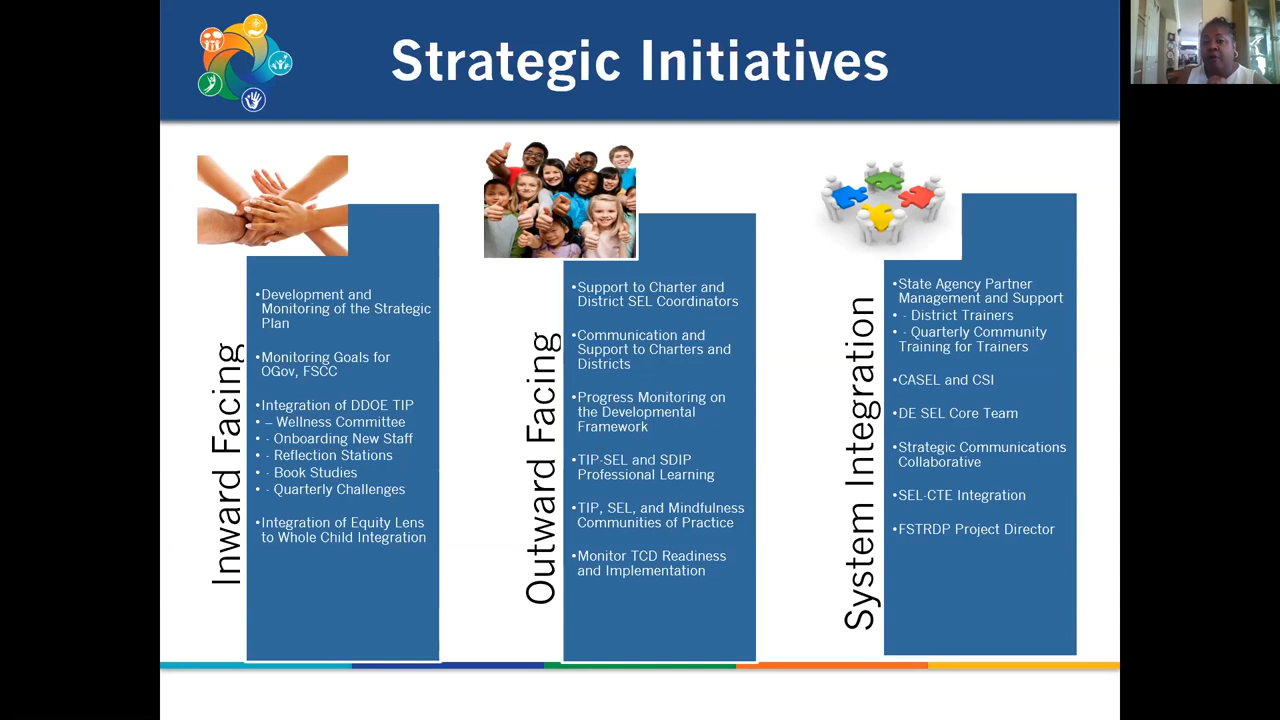 Strategic Initiatives
Inward Facing
•Development and
Monitoring of the Strategic
Plan
•Monitoring Goals for
OGov, FSCC
•Integration of DDOE TIP
• – Wellness Committee
• - Onboarding New Staff
• - Reflection Stations
• - Book Studies
• - Quarterly Challenges
•Integration of Equity Lens
to Whole Child Integration
Outward Facing
•Support to Charter and
District SEL Coordinators
•Communication and
Support to Charters and
Districts
•Progress Monitoring on
the Developmental
Framework
•TIP-SEL and SDIP
Professional Learning
•TIP, SEL, and Mindfulness
Communities of Practice
•Monitor TCD Readiness
and Implementation
System Integration
•State Agency Partner
Management and Support
• - District Trainers
• - Quarterly Community
Training for Trainers
•CASEL and CSI
•DE SEL Core Team
•Strategic Communications
Collaborative
•SEL-CTE Integration
•FSTRDP Project Director